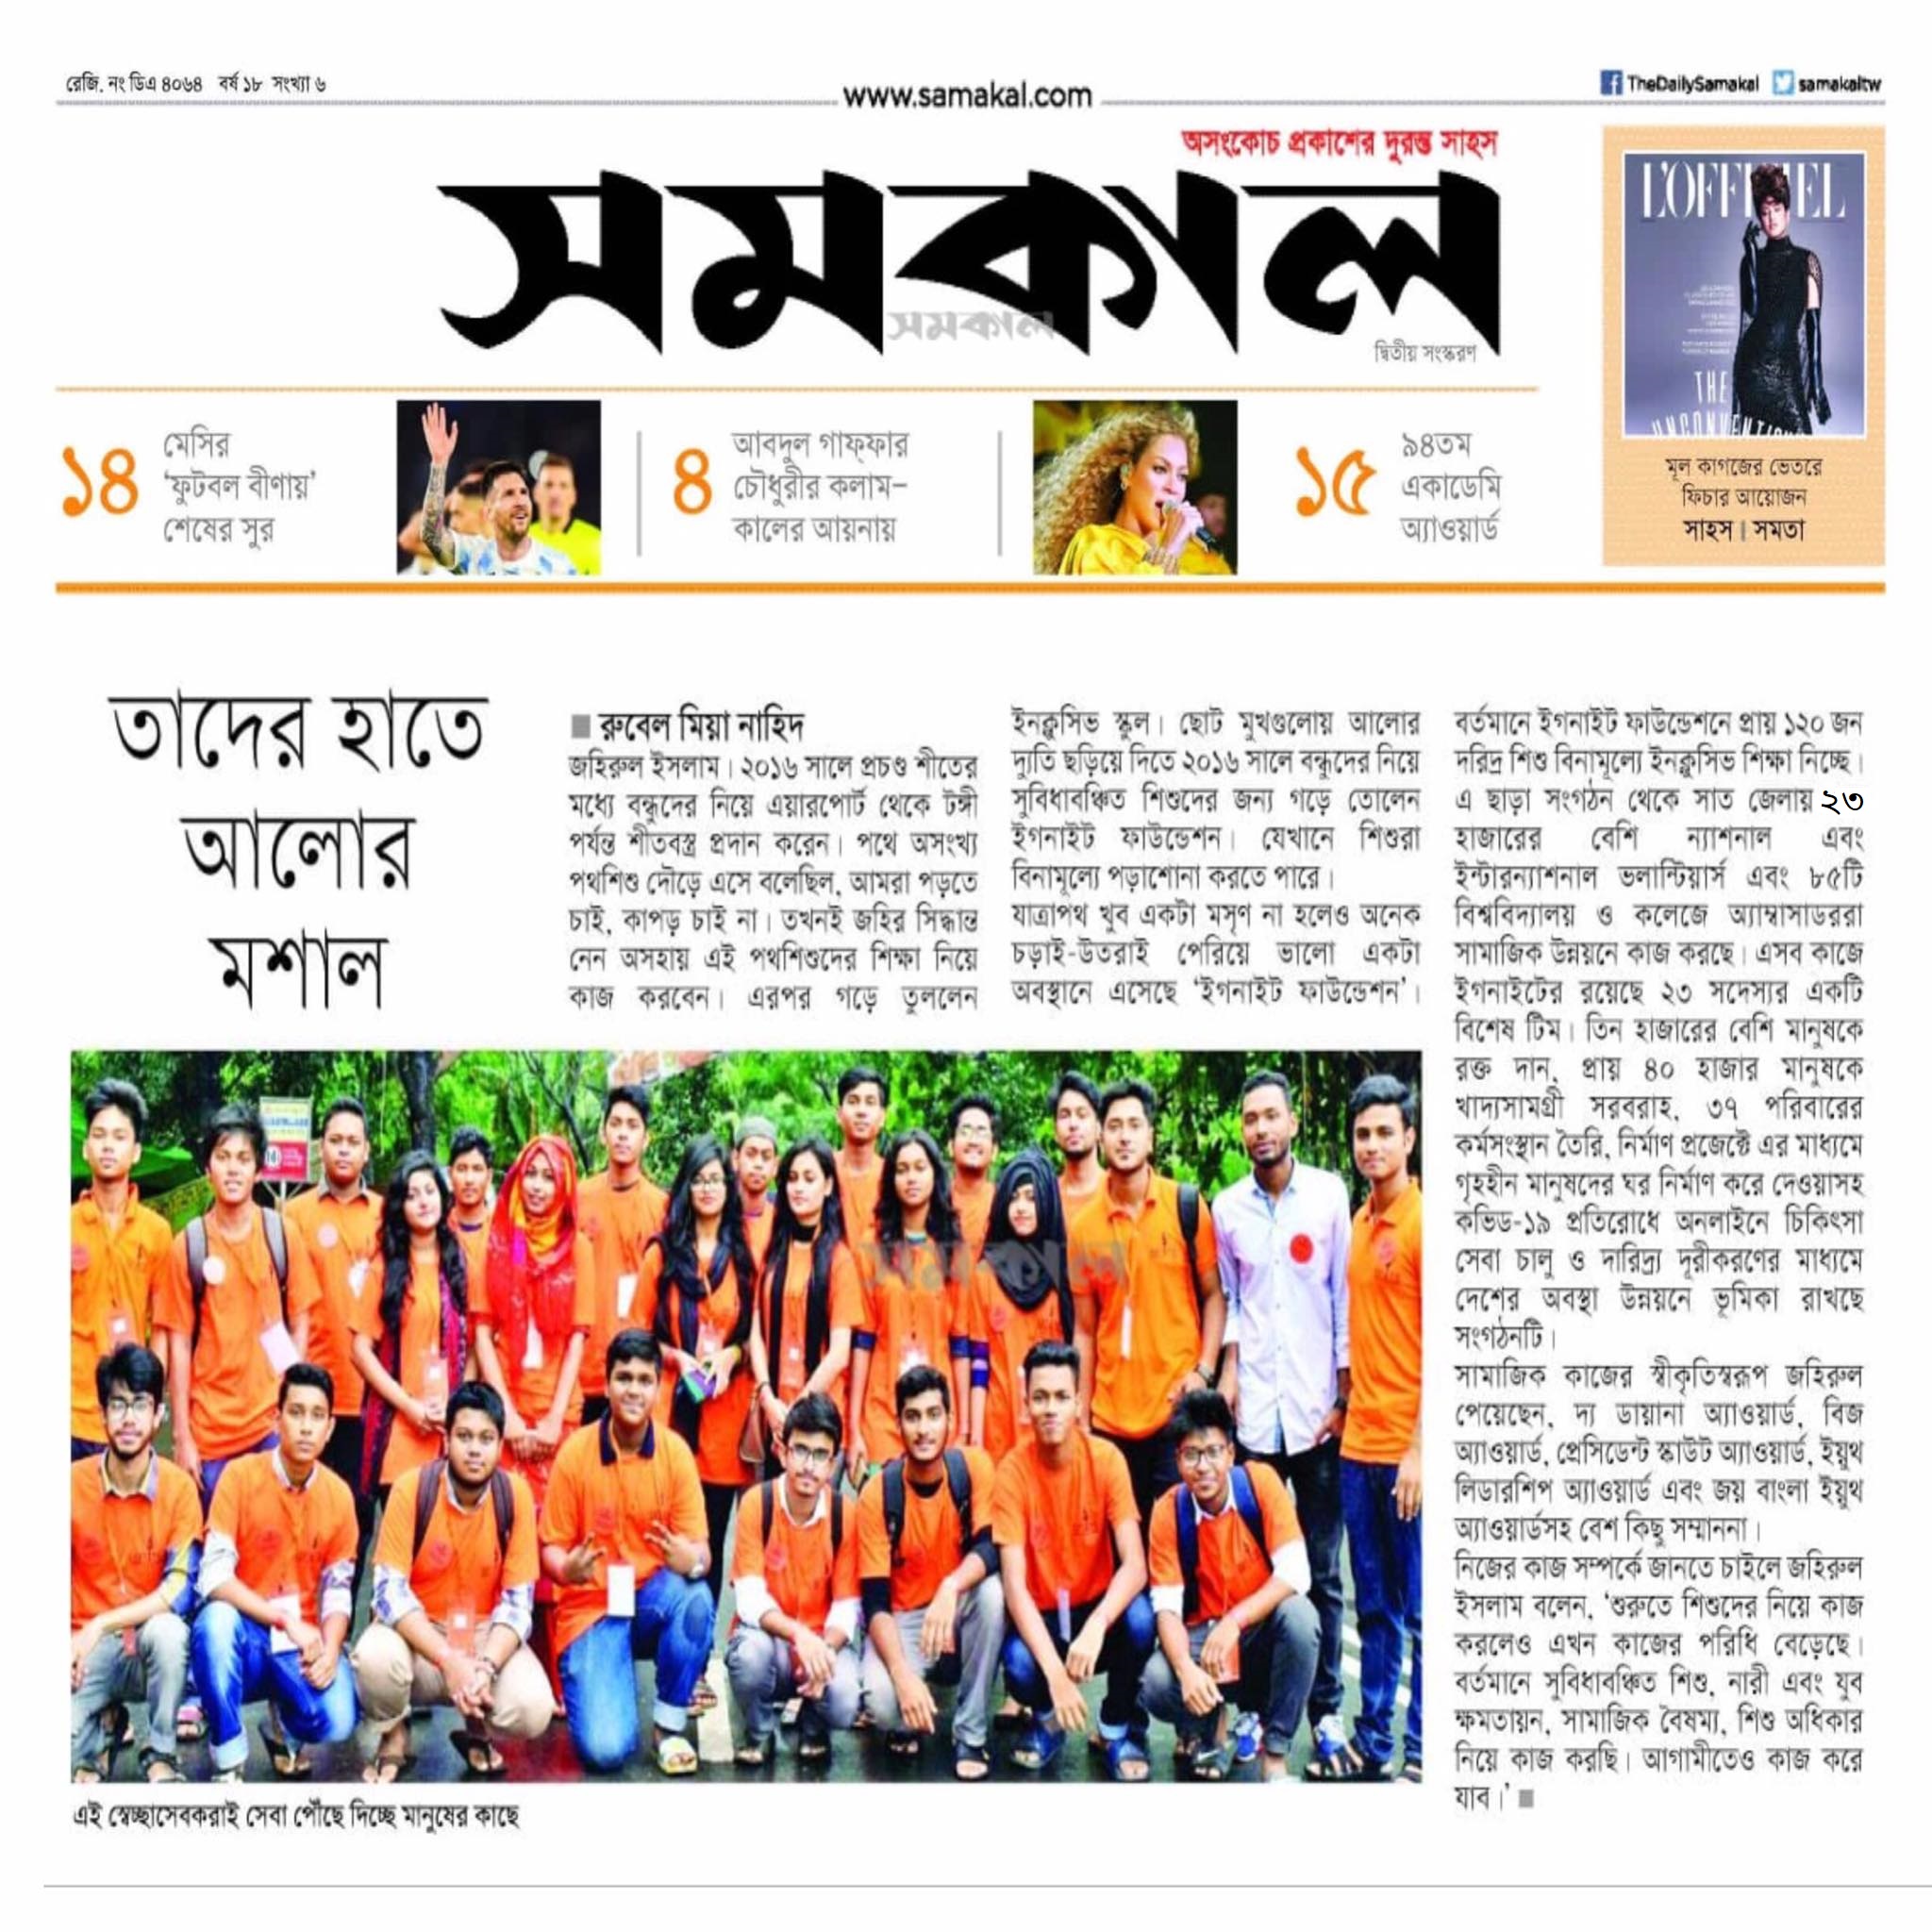 রেজি. নং ডিএ ৪০৬৪ বর্ষ ১৮ সংখ্যা ৬
www.samakal.com
TheDailySamakal samakaltw
অসংকোচ প্রকাশের দুরন্ত সাহস
সমকাল
সমকাল
দ্বিতীয় সংস্করণ
১৪
মেসির
‘ফুটবল বীণায়’
শেষের সুর
৪
আবদুল গাফ্ফার
চৌধুরীর কলাম–
কালের আয়নায়
১৫
৯৪তম
একাডেমি
অ্যাওয়ার্ড
L'OFFICIEL
THE
UNCONVENTIONAL
মূল কাগজের ভেতরে
ফিচার আয়োজন
সাহস | সমতা
তাদের হাতে
আলোর
মশাল
■ রুবেল মিয়া নাহিদ
জহিরুল ইসলাম। ২০১৬ সালে প্রচণ্ড শীতের
মধ্যে বন্ধুদের নিয়ে এয়ারপোর্ট থেকে টঙ্গী
পর্যন্ত শীতবস্ত্র প্রদান করেন। পথে অসংখ্য
পথশিশু দৌড়ে এসে বলেছিল, আমরা পড়তে
চাই, কাপড় চাই না। তখনই জহির সিদ্ধান্ত
নেন অসহায় এই পথশিশুদের শিক্ষা নিয়ে
কাজ করবেন। এরপর গড়ে তুললেন
ইনক্লুসিভ স্কুল। ছোট মুখগুলোয় আলোর
দ্যুতি ছড়িয়ে দিতে ২০১৬ সালে বন্ধুদের নিয়ে
সুবিধাবঞ্চিত শিশুদের জন্য গড়ে তোলেন
ইগনাইট ফাউন্ডেশন। যেখানে শিশুরা
বিনামূল্যে পড়াশোনা করতে পারে।
যাত্রাপথ খুব একটা মসৃণ না হলেও অনেক
চড়াই-উতরাই পেরিয়ে ভালো একটা
অবস্থানে এসেছে ‘ইগনাইট ফাউন্ডেশন’।
বর্তমানে ইগনাইট ফাউন্ডেশনে প্রায় ১২০ জন
দরিদ্র শিশু বিনামূল্যে ইনক্লুসিভ শিক্ষা নিচ্ছে।
এ ছাড়া সংগঠন থেকে সাত জেলায় ২৩
হাজারের বেশি ন্যাশনাল এবং
ইন্টারন্যাশনাল ভলান্টিয়ার্স এবং ৮৫টি
বিশ্ববিদ্যালয় ও কলেজে অ্যাম্বাসাডররা
সামাজিক উন্নয়নে কাজ করছে। এসব কাজে
ইগনাইটের রয়েছে ২৩ সদেস্যর একটি
বিশেষ টিম। তিন হাজারের বেশি মানুষকে
রক্ত দান, প্রায় ৪০ হাজার মানুষকে
খাদ্যসামগ্রী সরবরাহ, ৩৭ পরিবারের
কর্মসংস্থান তৈরি, নির্মাণ প্রজেক্টে এর মাধ্যমে
গৃহহীন মানুষদের ঘর নির্মাণ করে দেওয়াসহ
কভিড-১৯ প্রতিরোধে অনলাইনে চিকিৎসা
সেবা চালু ও দারিদ্র্য দূরীকরণের মাধ্যমে
দেশের অবস্থা উন্নয়নে ভূমিকা রাখছে
সংগঠনটি।
সামাজিক কাজের স্বীকৃতিস্বরূপ জহিরুল
পেয়েছেন, দ্য ডায়ানা অ্যাওয়ার্ড, বিজ
অ্যাওয়ার্ড, প্রেসিডেন্ট স্কাউট অ্যাওয়ার্ড, ইয়ুথ
লিডারশিপ অ্যাওয়ার্ড এবং জয় বাংলা ইয়ুথ
অ্যাওয়ার্ডসহ বেশ কিছু সম্মাননা।
নিজের কাজ সম্পর্কে জানতে চাইলে জহিরুল
ইসলাম বলেন, ‘শুরুতে শিশুদের নিয়ে কাজ
করলেও এখন কাজের পরিধি বেড়েছে।
বর্তমানে সুবিধাবঞ্চিত শিশু, নারী এবং যুব
ক্ষমতায়ন, সামাজিক বৈষম্য, শিশু অধিকার
নিয়ে কাজ করছি। আগামীতেও কাজ করে
যাব।’ ■
সমকাল
এই স্বেচ্ছাসেবকরাই সেবা পৌঁছে দিচ্ছে মানুষের কাছে